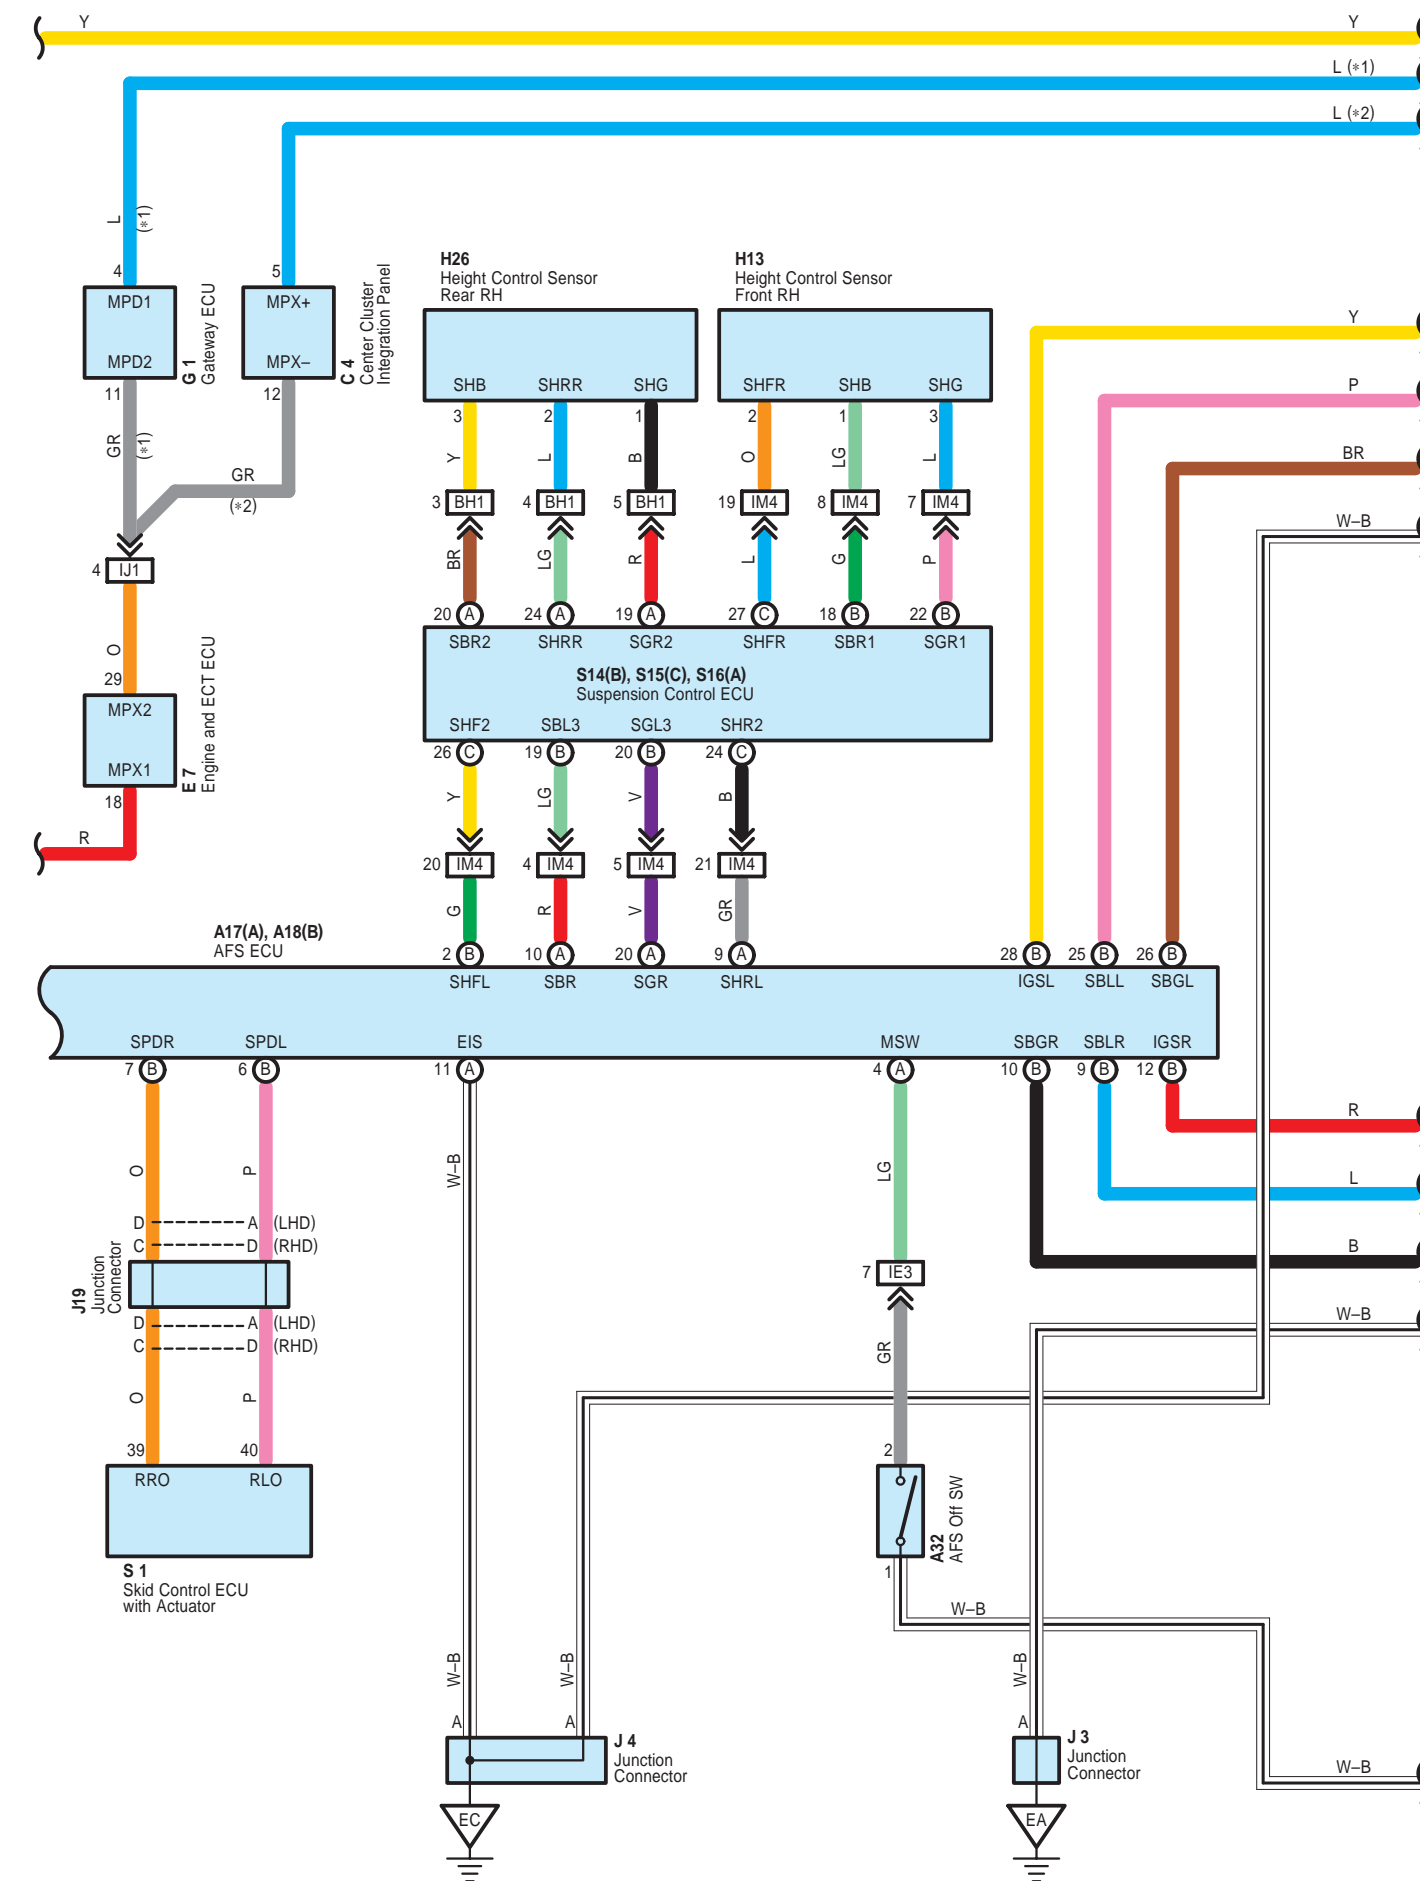 Y
Y
L (∗1)
L (∗2)
L
(∗1)
4
MPD1
MPD2
11
G 1
Gateway ECU
5
MPX+
MPX–
12
C 4
Center Cluster
Integration Panel
GR
(∗1)
GR
(∗2)
4
IJ1
O
29
MPX2
MPX1
18
E 7
Engine and ECT ECU
R
H26
Height Control Sensor
Rear RH
SHB
SHRR
SHG
3
2
1
Y
L
B
3 BH1
4 BH1
5 BH1
BR
LG
R
20 A
24 A
19 A
H13
Height Control Sensor
Front RH
SHFR
SHB
SHG
2
1
3
O
LG
L
19 IM4
8 IM4
7 IM4
L
G
P
27 C
18 B
22 B
SBR2
SHRR
SGR2
SHFR
SBR1
SGR1
S14(B), S15(C), S16(A)
Suspension Control ECU
SHF2
SBL3
SGL3
SHR2
26 C
19 B
20 B
24 C
Y
LG
V
B
20 IM4
4 IM4
5 IM4
21 IM4
G
R
V
GR
Y
P
BR
W–B
A17(A), A18(B)
AFS ECU
2 B
10 A
20 A
9 A
28 B
25 B
26 B
SHFL
SBR
SGR
SHRL
IGSL
SBLL
SBGL
SPDR
SPDL
EIS
MSW
SBGR
SBLR
IGSR
7 B
6 B
11 A
4 A
10 B
9 B
12 B
R
L
B
W–B
O
P
W–B
LG
D
A
(LHD)
C
D
(RHD)
J19
Junction
Connector
D
A
(LHD)
C
D
(RHD)
O
P
39
40
RRO
RLO
S 1
Skid Control ECU
with Actuator
7 IE3
GR
2
1
A32
AFS Off SW
W–B
W–B
W–B
W–B
A
A
J 4
Junction
Connector
EC
A
J 3
Junction
Connector
EA
W–B